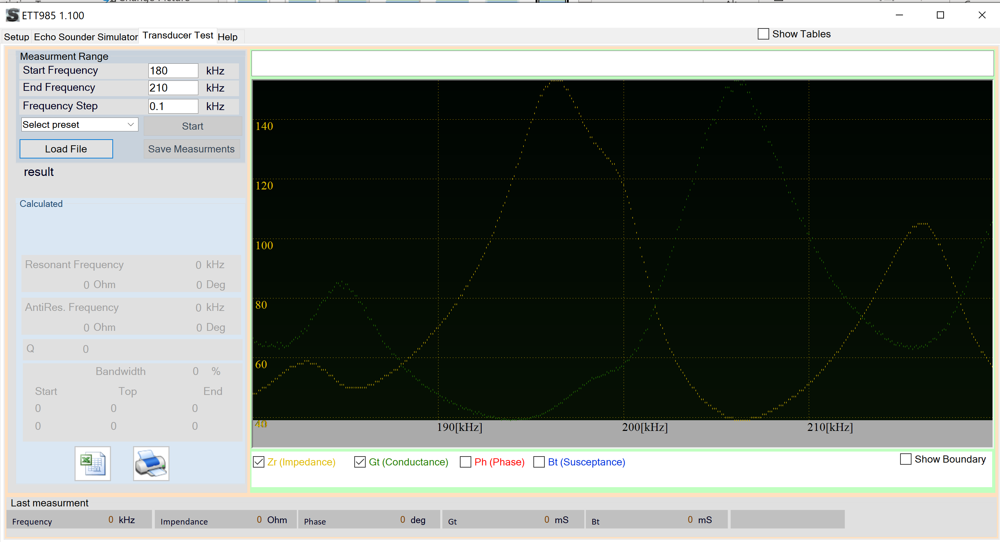 Change Picture
ETT985 1.100
Setup Echo Sounder Simulator Transducer Test Help
Show Tables
Measurment Range
Start Frequency 180 kHz
End Frequency 210 kHz
Frequency Step 0.1 kHz
Select preset Start
Load File Save Measurments
result
Calculated
Resonant Frequency 0 kHz
0 Ohm 0 Deg
AntiRes. Frequency 0 kHz
0 Ohm 0 Deg
Q 0
Bandwidth 0 %
Start Top End
0 0 0
0 0 0
140
120
100
80
60
40
190[kHz] 200[kHz] 210[kHz]
Zr (Impedance) Gt (Conductance) Ph (Phase) Bt (Susceptance)
Show Boundary
Last measurment
Frequency 0 kHz Impendance 0 Ohm Phase 0 deg Gt 0 mS Bt 0 mS